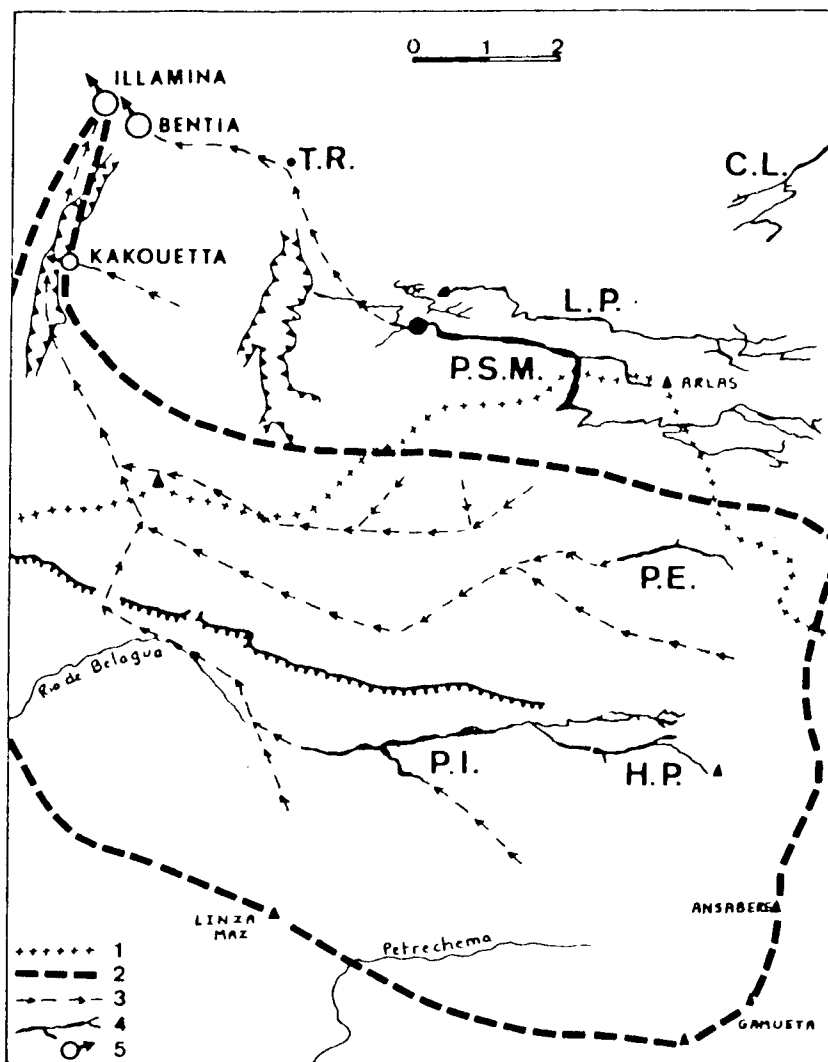 0 1 2
ILLAMINA
BENTIA
T.R.
C.L.
KAKOUETTA
L.P.
P.S.M.
ARLAS
P.E.
Rio de Belagua
P.I.
H.P.
LINZA
MAZ
ANSABERE
Petrechema
GAMUETA
1
2
3
4
5